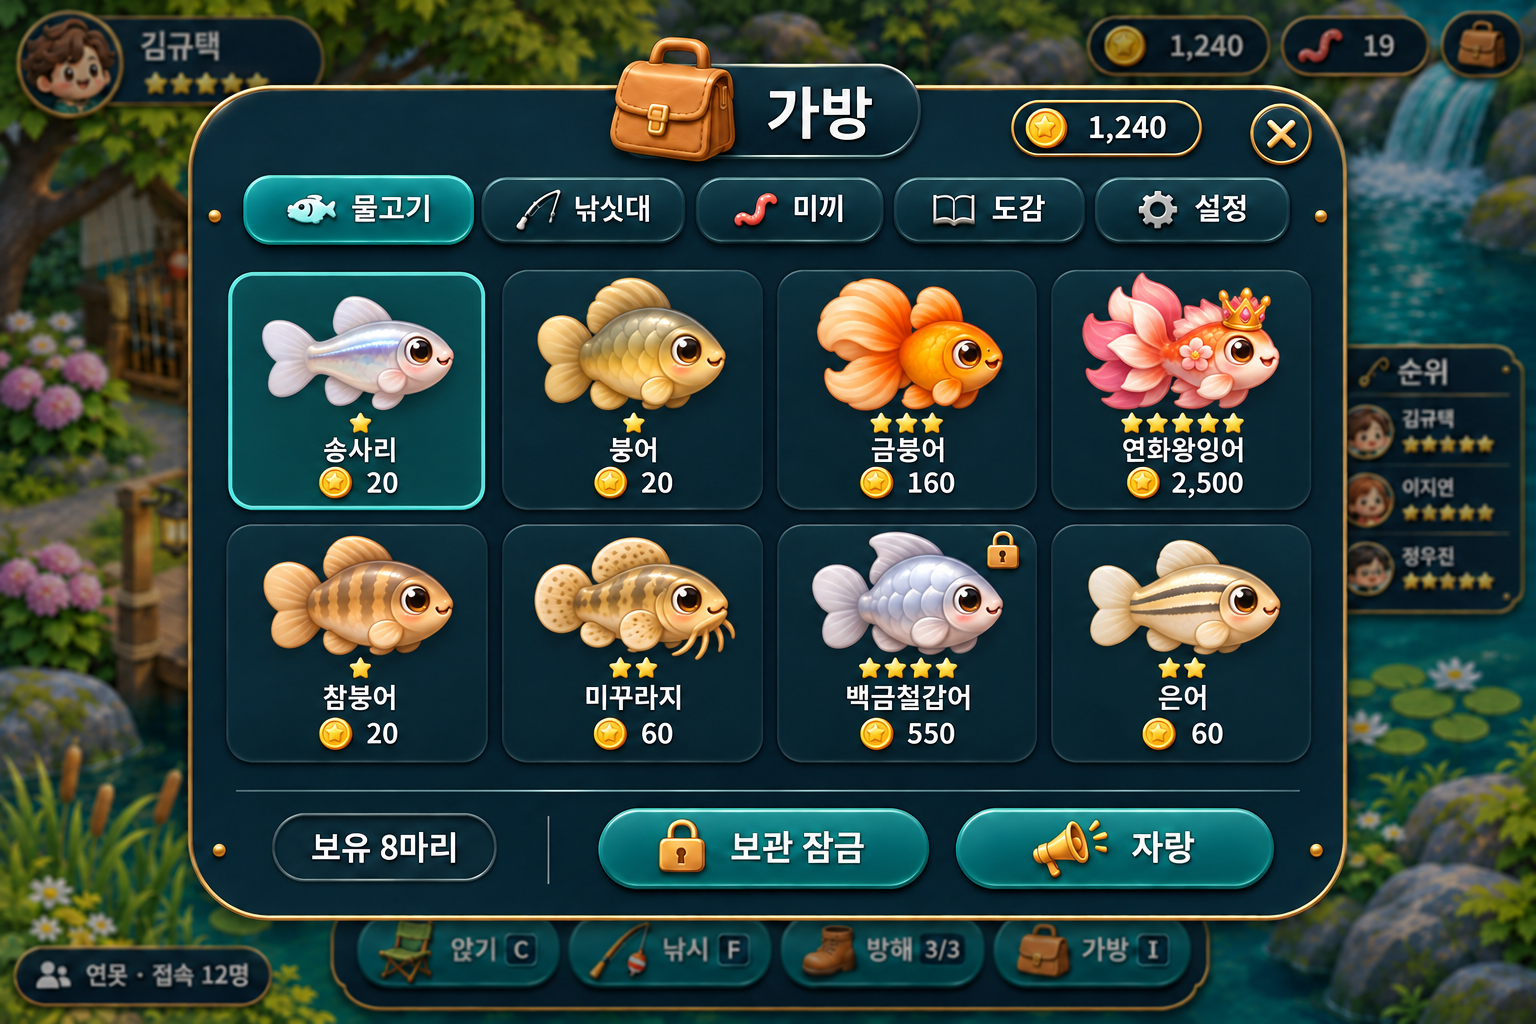 김규택
1,240
19
가방
1,240
물고기
낚싯대
미끼
도감
설정
송사리
20
붕어
20
금붕어
160
연화왕잉어
2,500
참붕어
20
미꾸라지
60
백금철갑어
550
은어
60
순위
김규택
이지연
정우진
보유 8마리
보관 잠금
자랑
연못 · 접속 12명
앉기 C
낚시 F
방해 3/3
가방 I